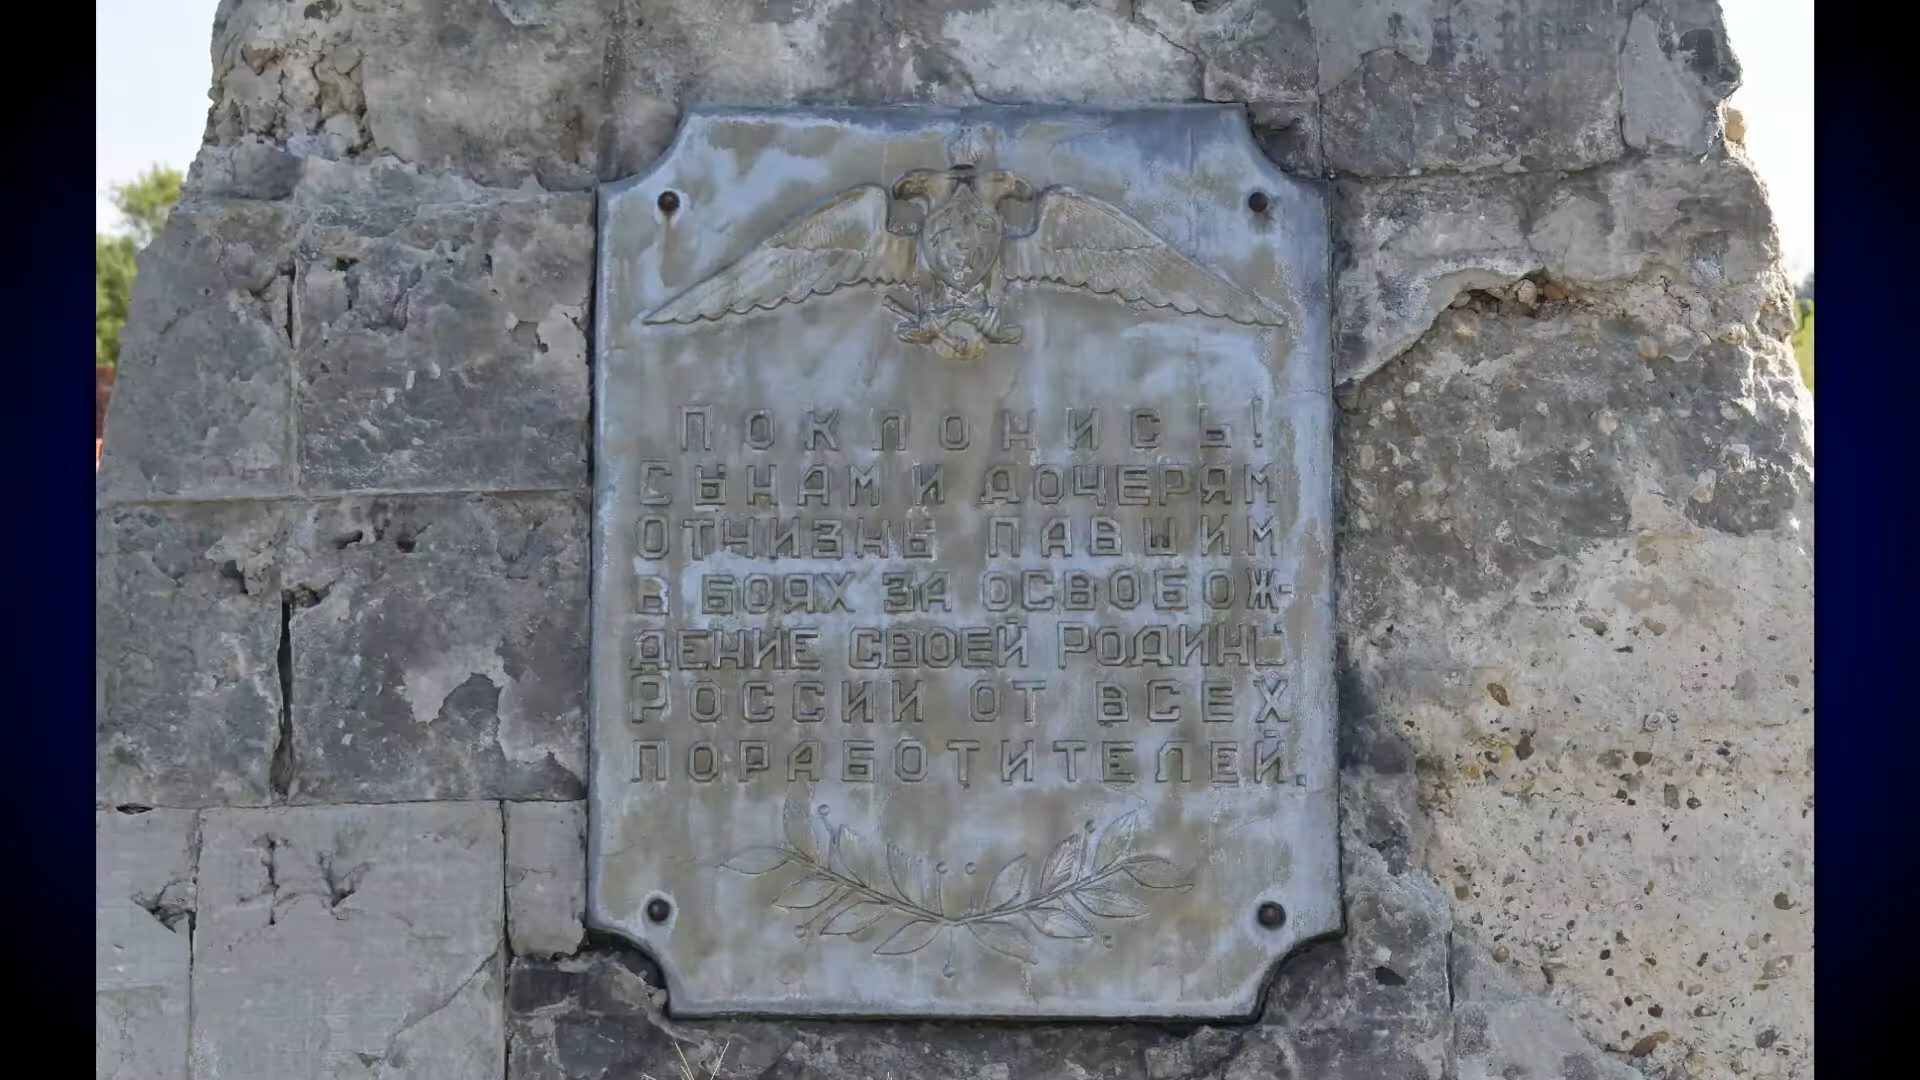 ПОКЛОНИСЬ!
СЫНАМ И ДОЧЕРЯМ
ОТЧИЗНЫ ПАВШИМ
В БОЯХ ЗА ОСВОБОЖ-
ДЕНИЕ СВОЕЙ РОДИНЫ
РОССИИ ОТ ВСЕХ
ПОРАБОТИТЕЛЕЙ.